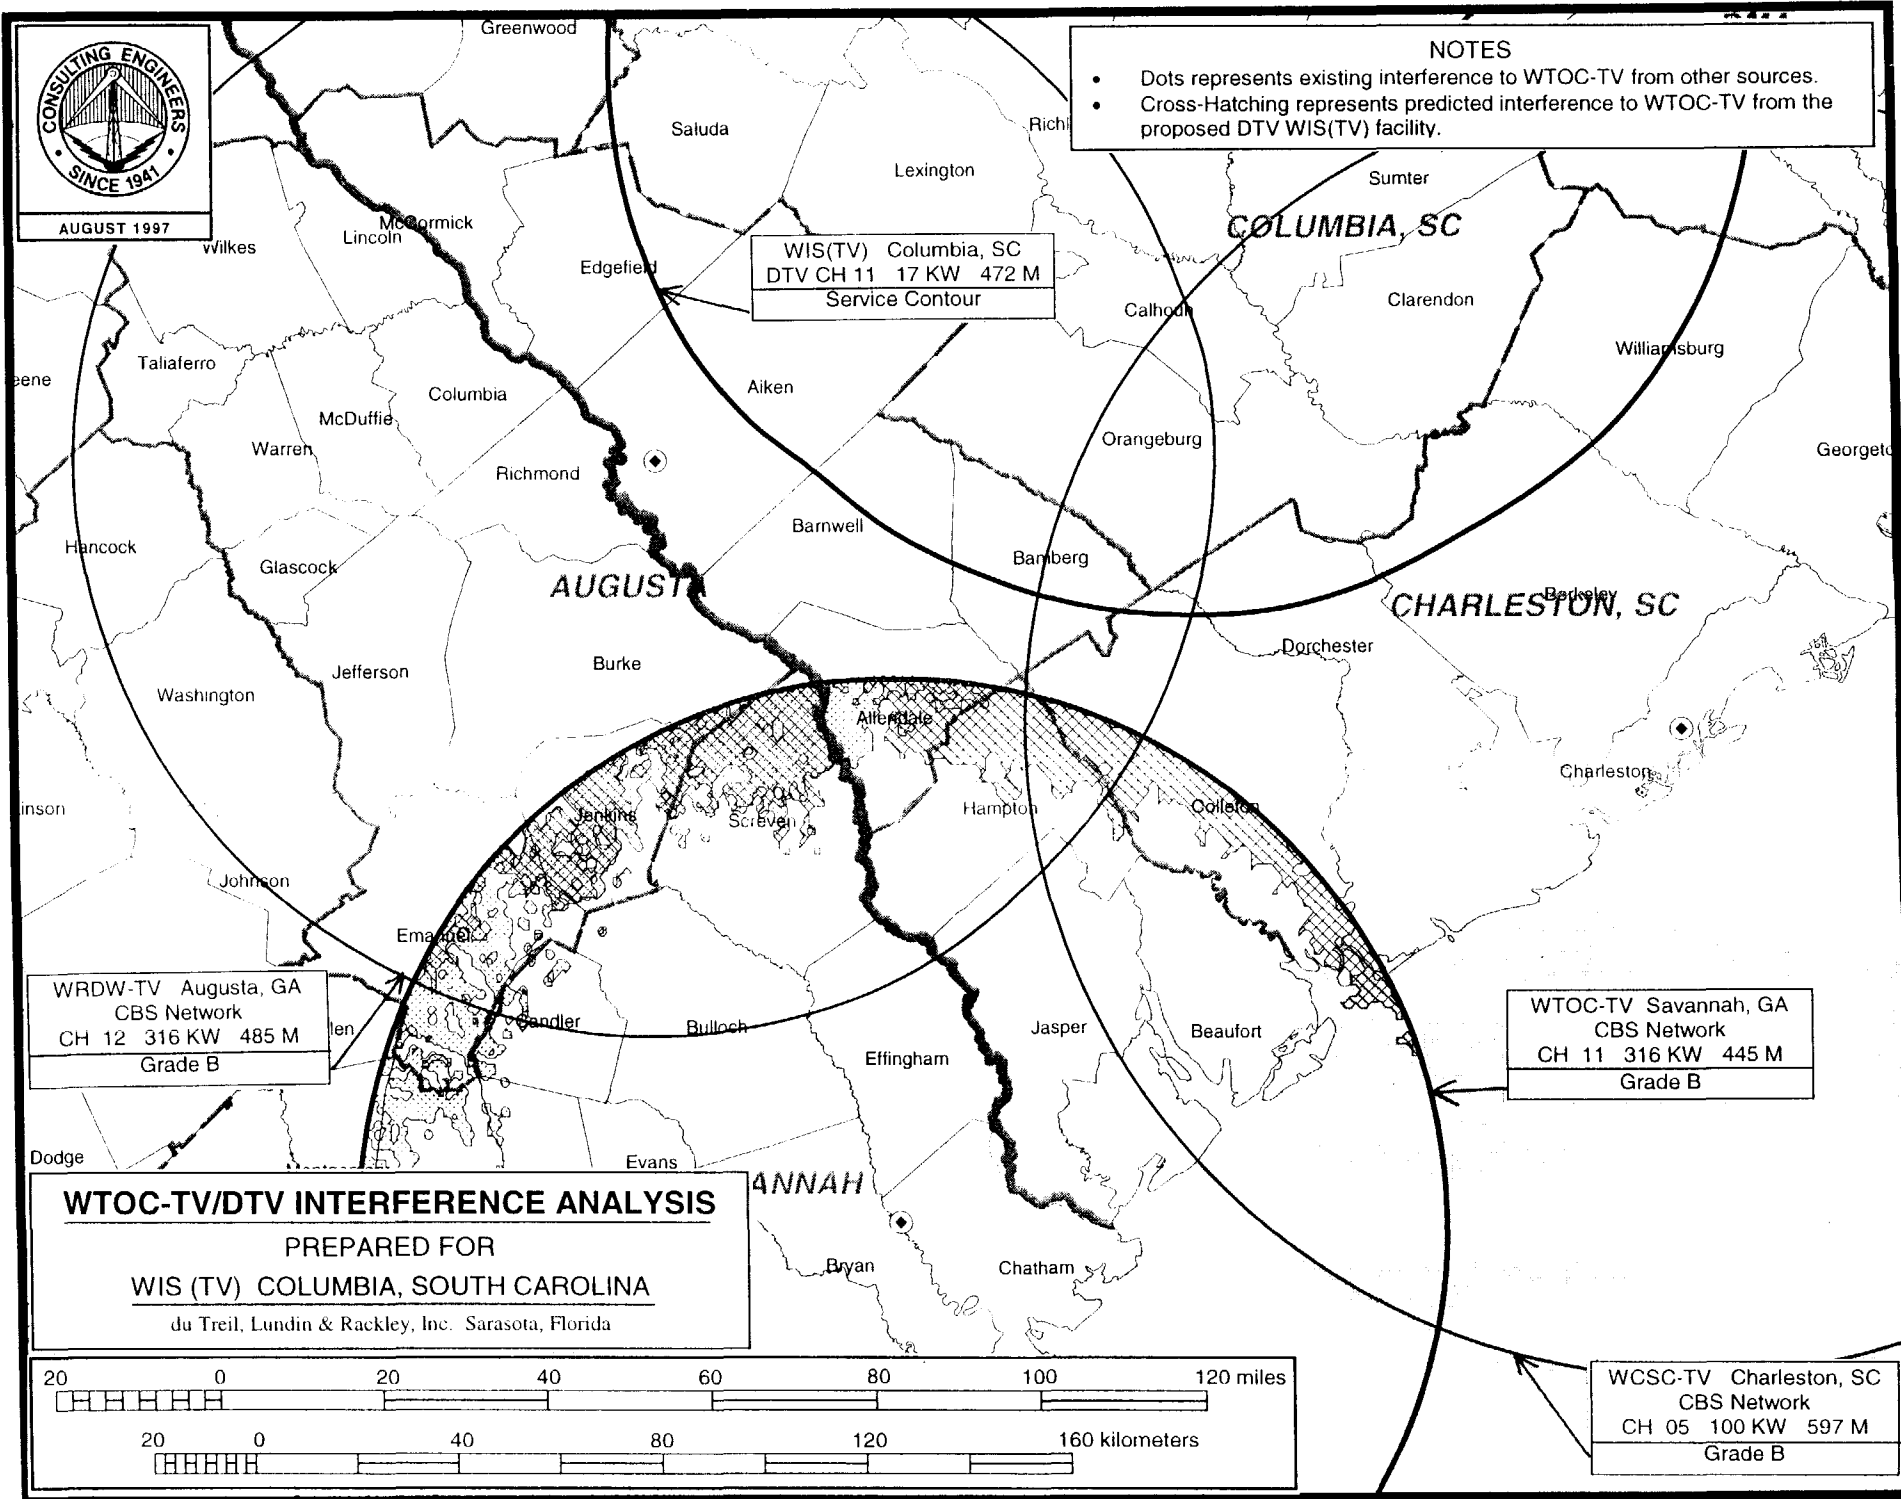 CONSULTING ENGINEERS
SINCE 1941
AUGUST 1997
NOTES
• Dots represents existing interference to WTOC-TV from other sources.
• Cross-Hatching represents predicted interference to WTOC-TV from the
proposed DTV WIS(TV) facility.
Greenwood
Saluda
Lexington
Richl
Sumter
COLUMBIA, SC
McCormick
Lincoln
Wilkes
Edgefield
WIS(TV) Columbia, SC
DTV CH 11 17 KW 472 M
Service Contour
Calhoun
Clarendon
Williamsburg
Taliaferro
eene
Columbia
Aiken
McDuffie
Warren
Orangeburg
Georgeto
Richmond
Barnwell
Hancock
Glascock
Bamberg
AUGUSTA
Berkeley
CHARLESTON, SC
Dorchester
Burke
Jefferson
Washington
Allendale
Charleston
inson
Jenkins
Screven
Hampton
Colleton
Johnson
Emanuel
WRDW-TV Augusta, GA
CBS Network
CH 12 316 KW 485 M
Grade B
len
Candler
Bulloch
Jasper
Beaufort
Effingham
WTOC-TV Savannah, GA
CBS Network
CH 11 316 KW 445 M
Grade B
Dodge
Evans
ANNAH
Bryan
Chatham
WTOC-TV/DTV INTERFERENCE ANALYSIS
PREPARED FOR
WIS (TV) COLUMBIA, SOUTH CAROLINA
du Treil, Lundin & Rackley, Inc. Sarasota, Florida
20 0 20 40 60 80 100 120 miles
20 0 40 80 120 160 kilometers
WCSC-TV Charleston, SC
CBS Network
CH 05 100 KW 597 M
Grade B